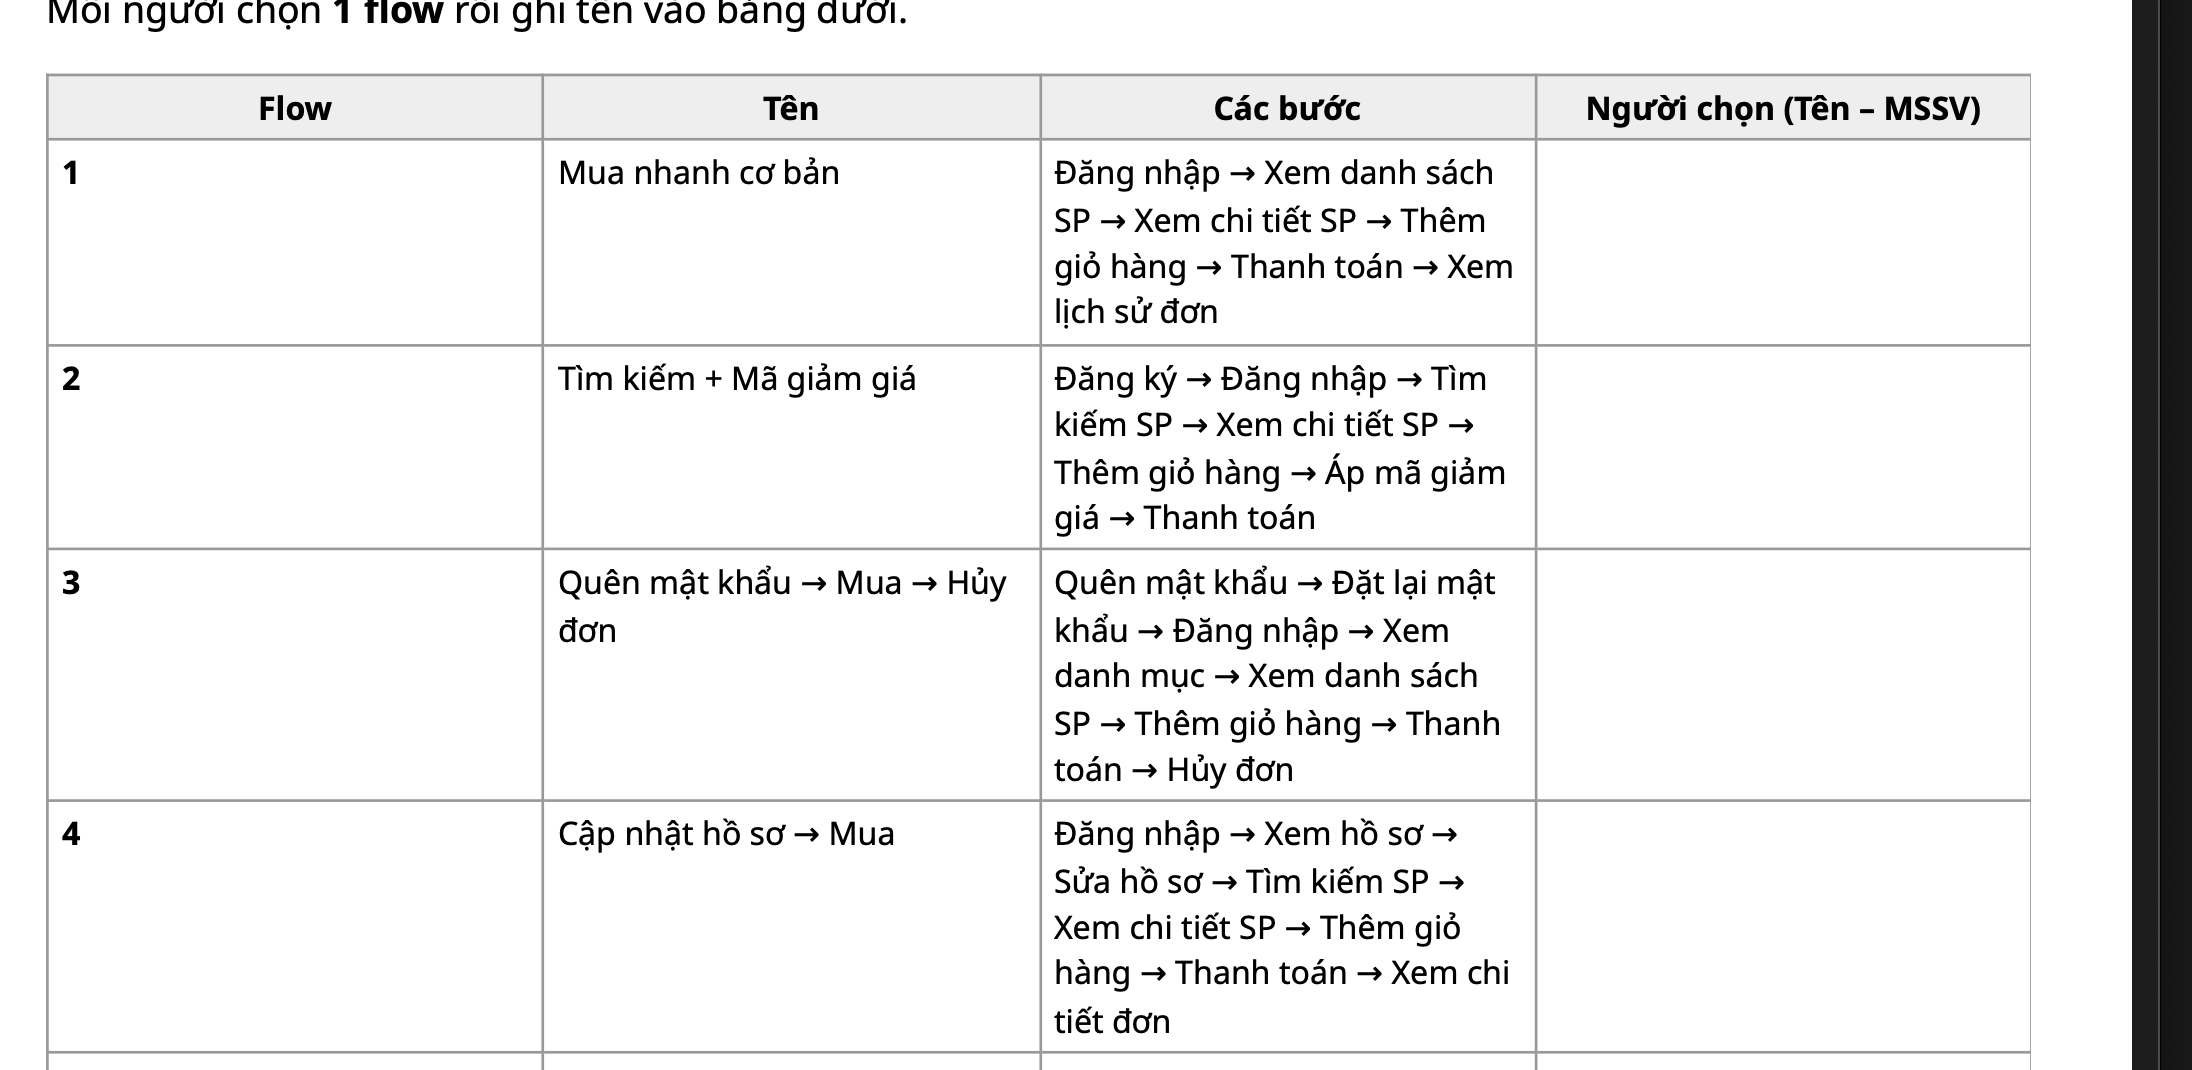 Mỗi người chọn 1 flow rồi ghi tên vào bảng dưới.
Flow
Tên
Các bước
Người chọn (Tên – MSSV)
1
Mua nhanh cơ bản
Đăng nhập → Xem danh sách
SP → Xem chi tiết SP → Thêm
giỏ hàng → Thanh toán → Xem
lịch sử đơn
2
Tìm kiếm + Mã giảm giá
Đăng ký → Đăng nhập → Tìm
kiếm SP → Xem chi tiết SP →
Thêm giỏ hàng → Áp mã giảm
giá → Thanh toán
3
Quên mật khẩu → Mua → Hủy
đơn
Quên mật khẩu → Đặt lại mật
khẩu → Đăng nhập → Xem
danh mục → Xem danh sách
SP → Thêm giỏ hàng → Thanh
toán → Hủy đơn
4
Cập nhật hồ sơ → Mua
Đăng nhập → Xem hồ sơ →
Sửa hồ sơ → Tìm kiếm SP →
Xem chi tiết SP → Thêm giỏ
hàng → Thanh toán → Xem chi
tiết đơn